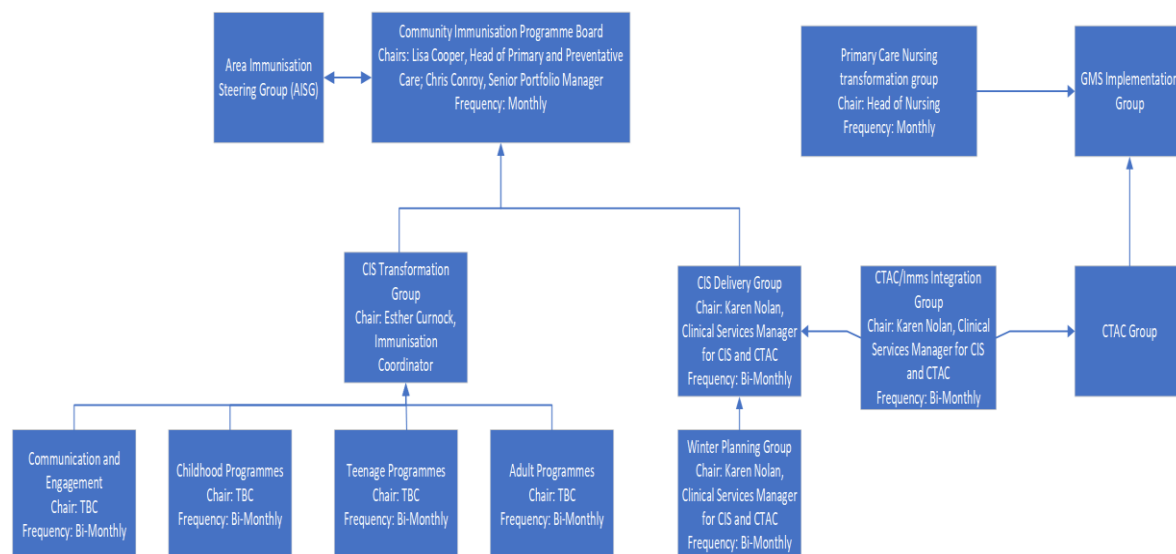 Area Immunisation
Steering Group (AISG)
Community Immunisation Programme Board
Chairs: Lisa Cooper, Head of Primary and Preventative
Care; Chris Conroy, Senior Portfolio Manager
Frequency: Monthly
Primary Care Nursing
transformation group
Chair: Head of Nursing
Frequency: Monthly
GMS Implementation
Group
CIS Transformation
Group
Chair: Esther Curnock,
Immunisation
Coordinator
CIS Delivery Group
Chair: Karen Nolan,
Clinical Services Manager
for CIS and CTAC
Frequency: Bi-Monthly
CTAC/Imms Integration
Group
Chair: Karen Nolan, Clinical
Services Manager for CIS
and CTAC
Frequency: Bi-Monthly
CTAC Group
Communication and
Engagement
Chair: TBC
Frequency: Bi-Monthly
Childhood Programmes
Chair: TBC
Frequency: Bi-Monthly
Teenage Programmes
Chair: TBC
Frequency: Bi-Monthly
Adult Programmes
Chair: TBC
Frequency: Bi-Monthly
Winter Planning Group
Chair: Karen Nolan,
Clinical Services Manager
for CIS and CTAC
Frequency: Bi-Monthly